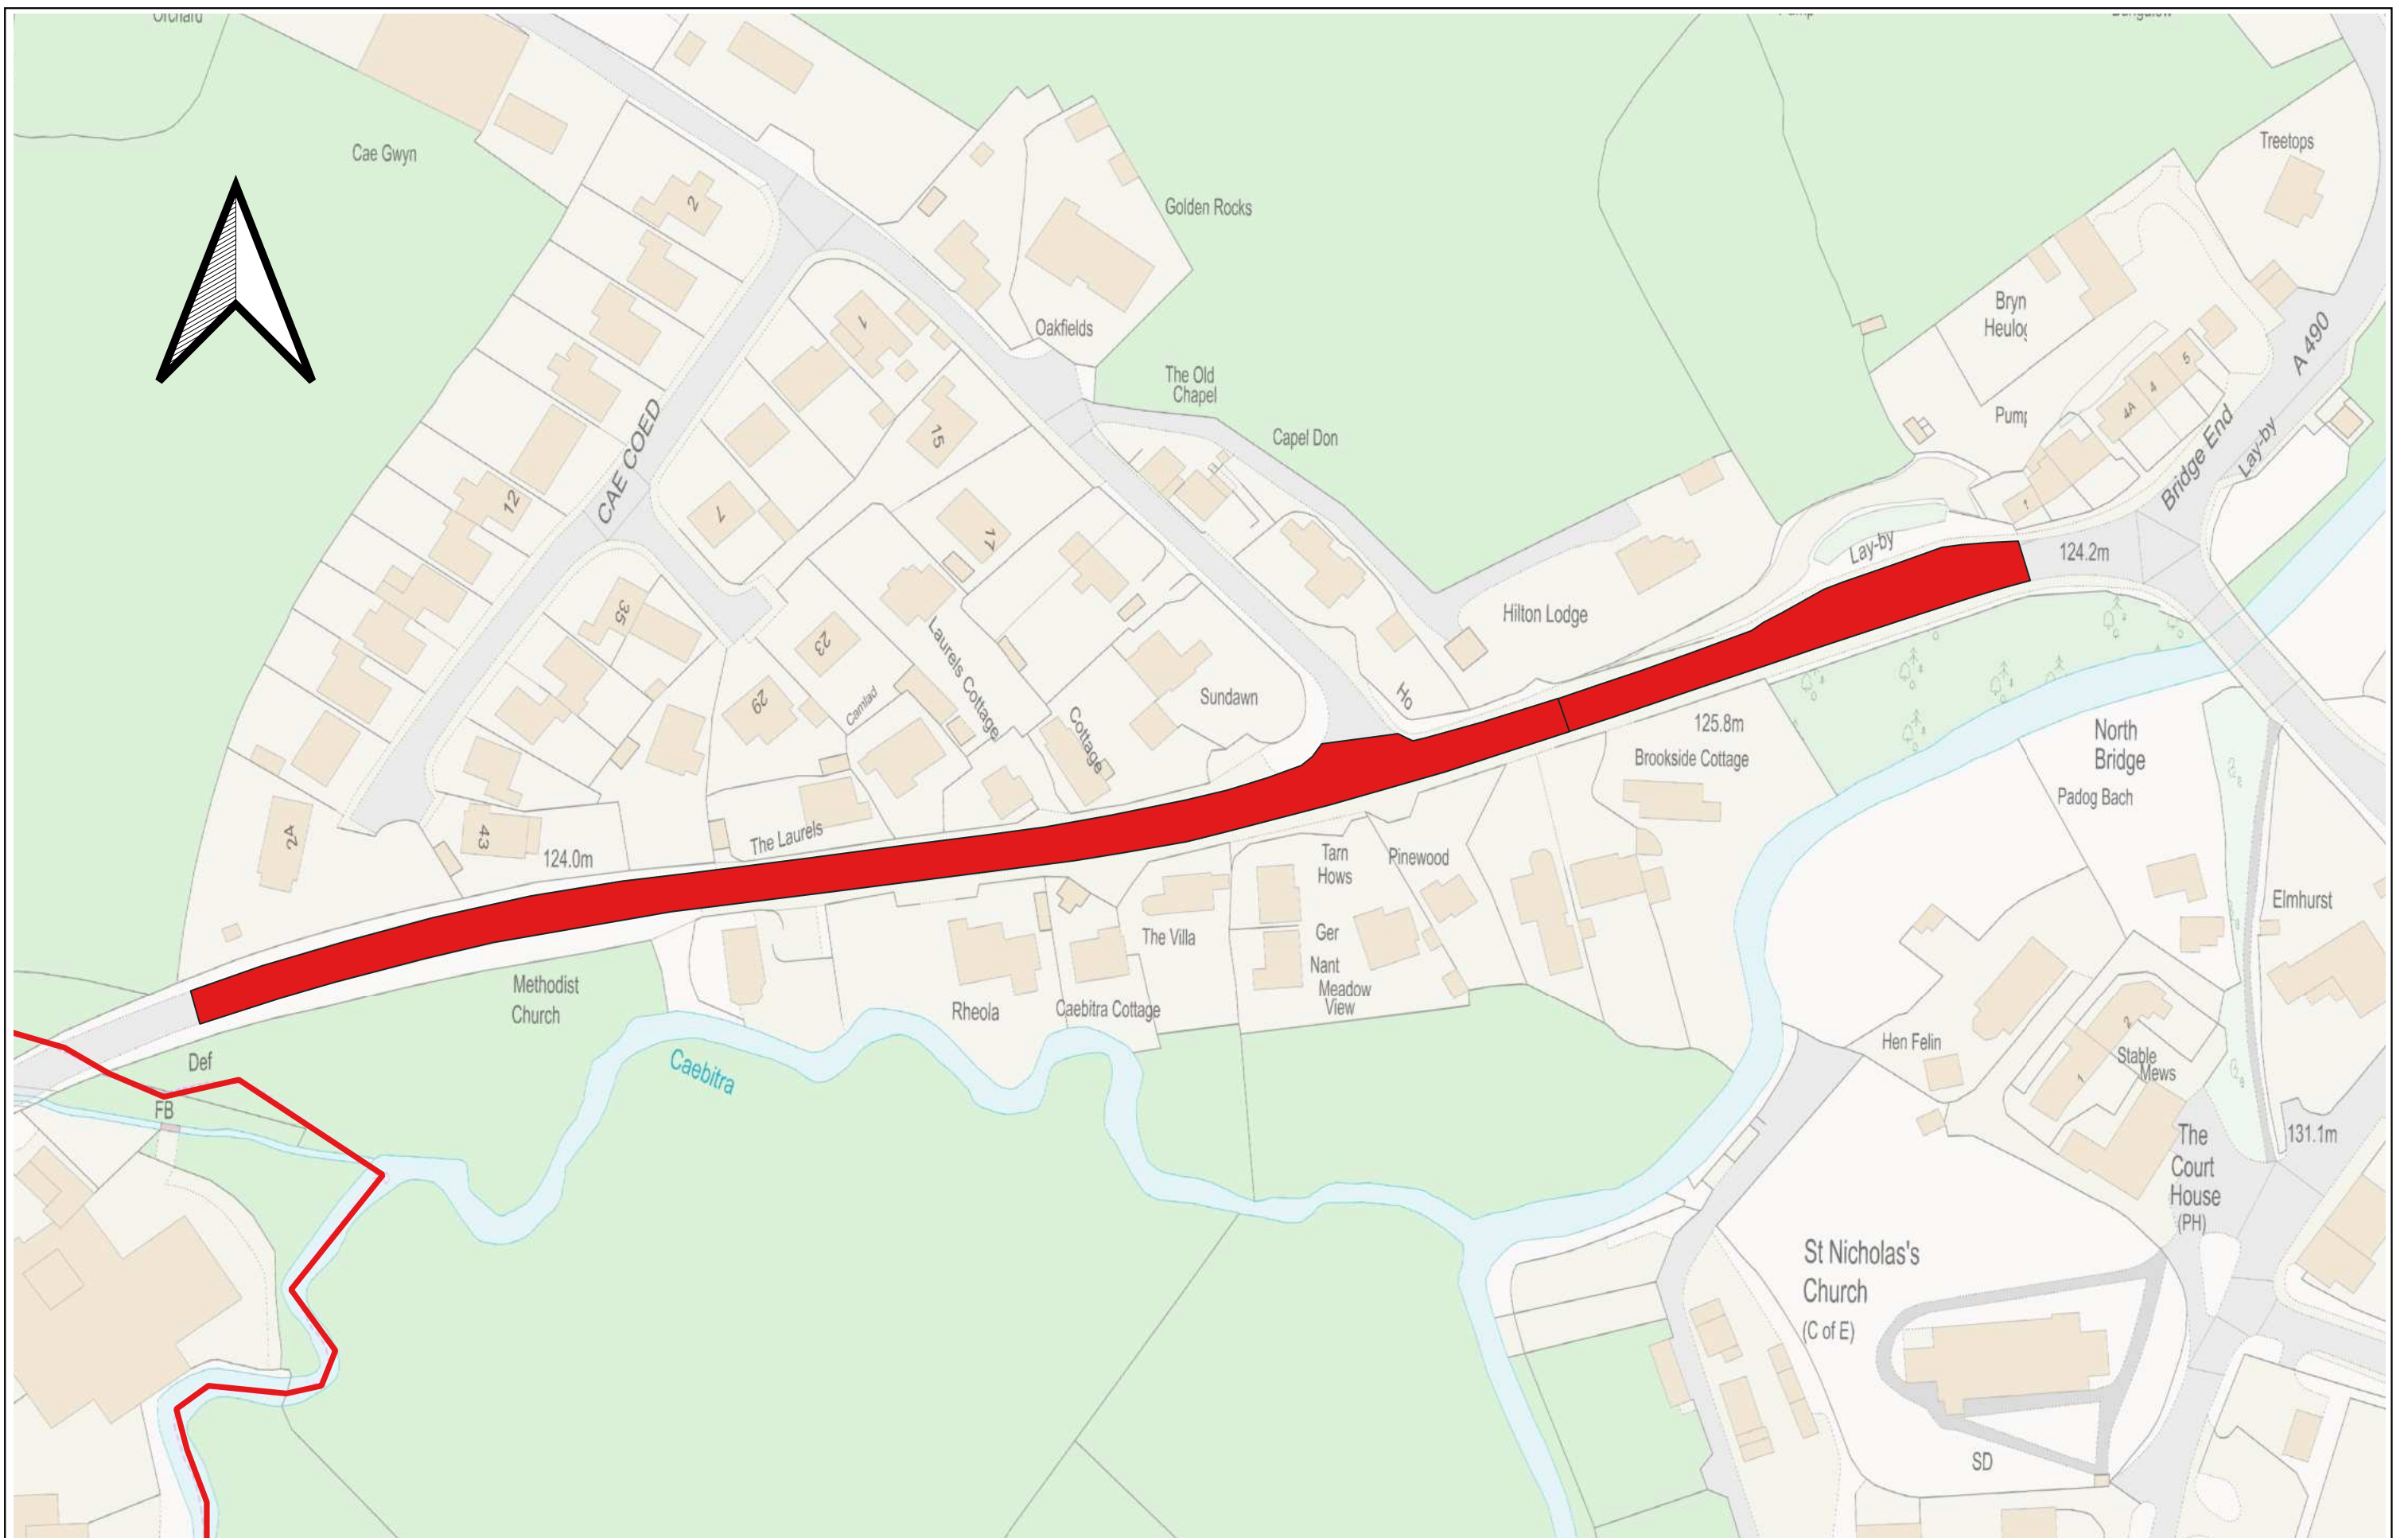 Orchard
Cae Gwyn
2
Golden Rocks
Treetops
Oakfields
1
Bryn
Heulog
A 490
The Old
Chapel
Capel Don
15
CAE COED
12
7
17
Pump
4A
4
5
Bridge End
Lay-by
1
Lay-by
124.2m
Hilton Lodge
35
23
29
Camlad
Laurels Cottage
Cottage
Sundawn
Ho
125.8m
Brookside Cottage
North
Bridge
Padog Bach
42
43
124.0m
The Laurels
Tarn
Hows
Pinewood
Ger
Nant
Meadow
View
The Villa
Elmhurst
Methodist
Church
Rheola
Caebitra Cottage
Def
FB
Caebitra
Hen Felin
2
1
Stable
Mews
The
Court
House
(PH)
131.1m
St Nicholas's
Church
(C of E)
SD